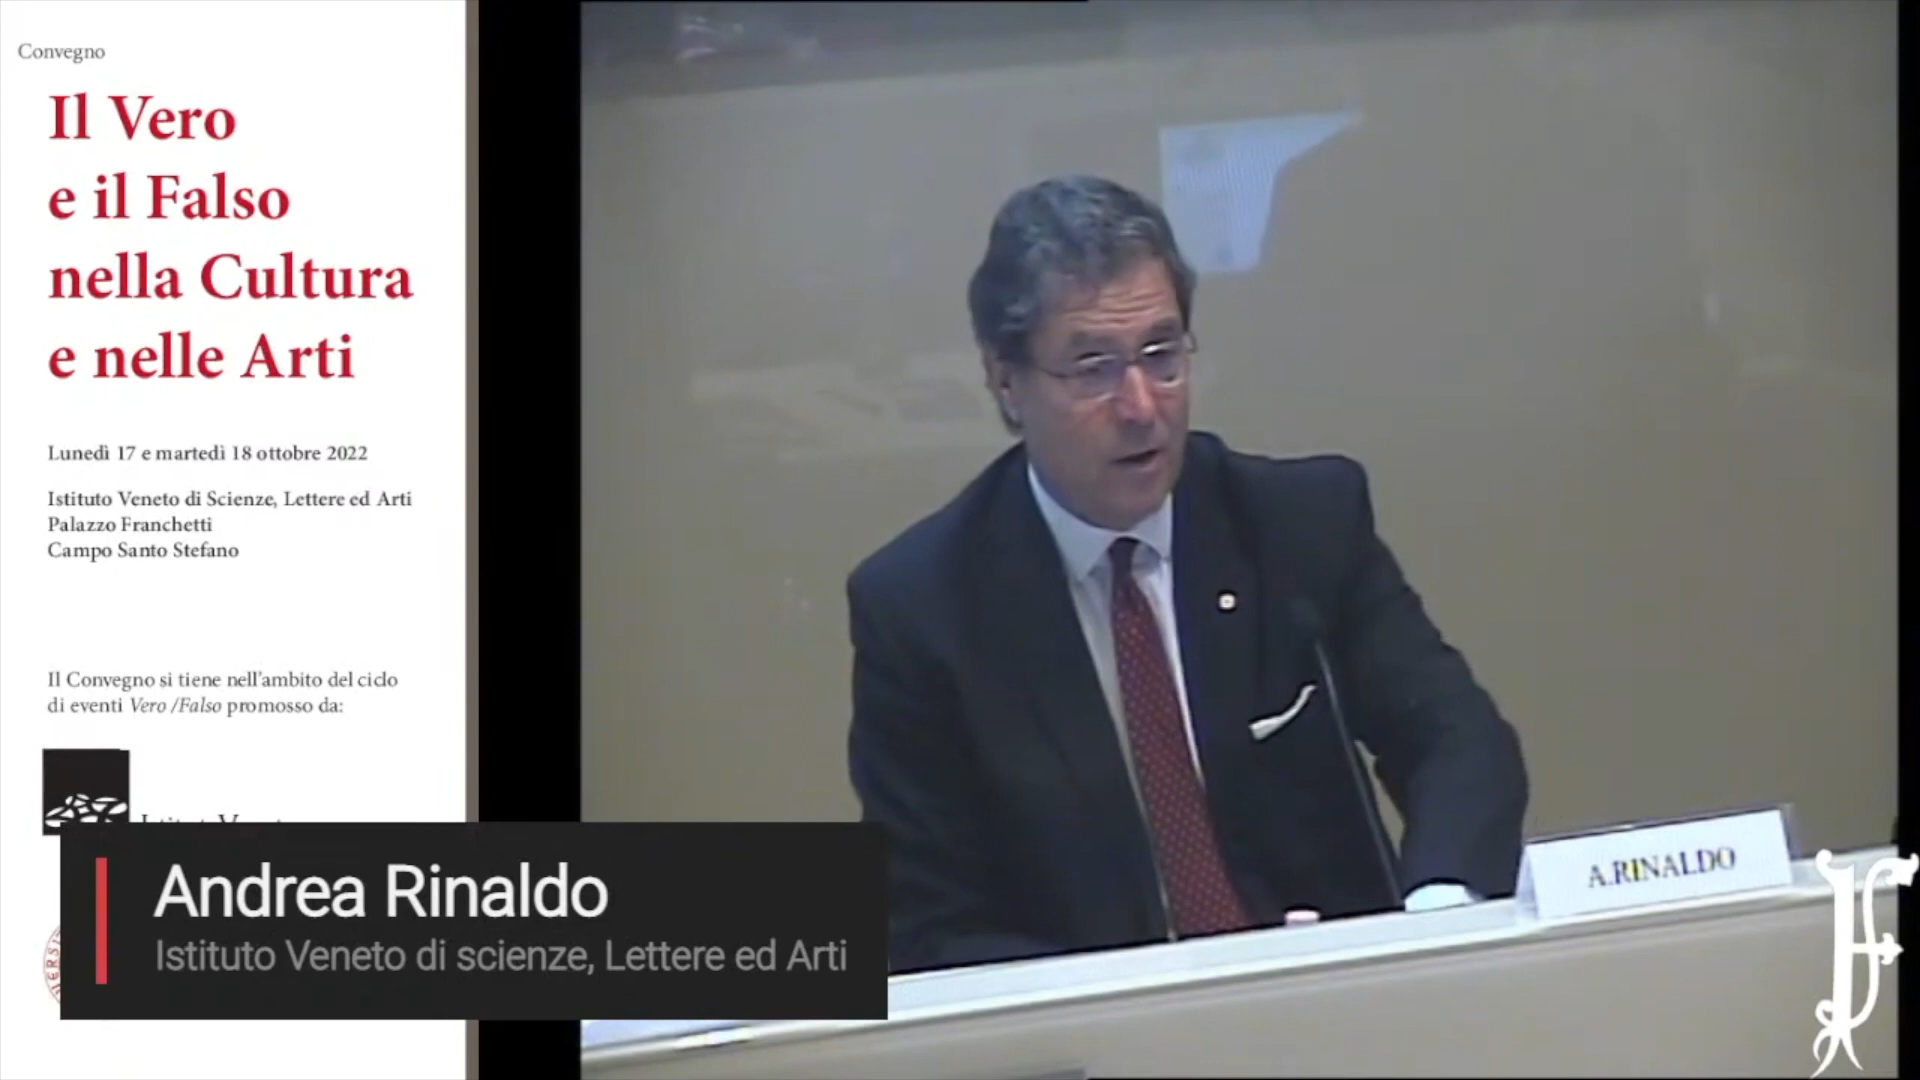 Convegno
Il Vero
e il Falso
nella Cultura
e nelle Arti
Lunedì 17 e martedì 18 ottobre 2022
Istituto Veneto di Scienze, Lettere ed Arti
Palazzo Franchetti
Campo Santo Stefano
Il Convegno si tiene nell'ambito del ciclo
di eventi Vero /Falso promosso da:
Andrea Rinaldo
Istituto Veneto di scienze, Lettere ed Arti
A.RINALDO